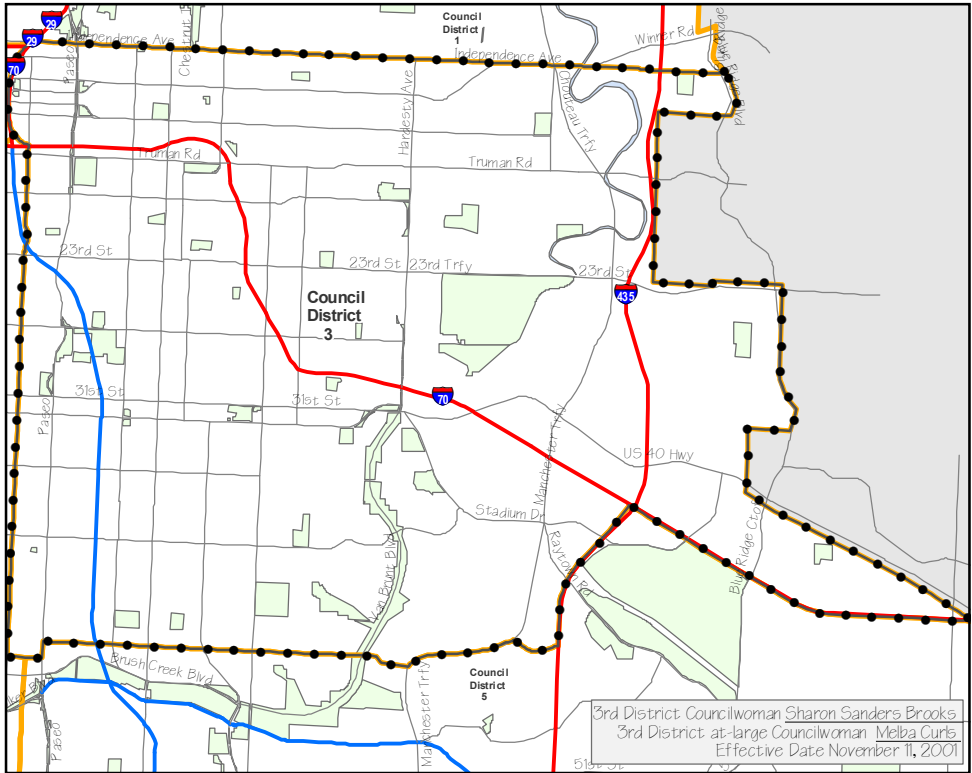 29
Council
District
1
29
Independence Ave
Chestnut
Winner Rd
Independence Ave
70
Paseo
Blvd
Hardesty Ave
Chouteau Trfy
Truman Rd
Truman Rd
23rd St
23rd St
23rd Trfy
23rd St
435
Council
District
3
70
31st St
31st St
Paseo
Manchester Trfy
US 40 Hwy
Stadium Dr
Raytown Rd
Blue Ridge
Van Brunt Blvd
Brush Creek Blvd
Council
District
5
Manchester Trfy
Paseo
3rd District Councilwoman Sharon Sanders Brooks
3rd District at-large Councilwoman Melba Curls
Effective Date November 11, 2001
51st St